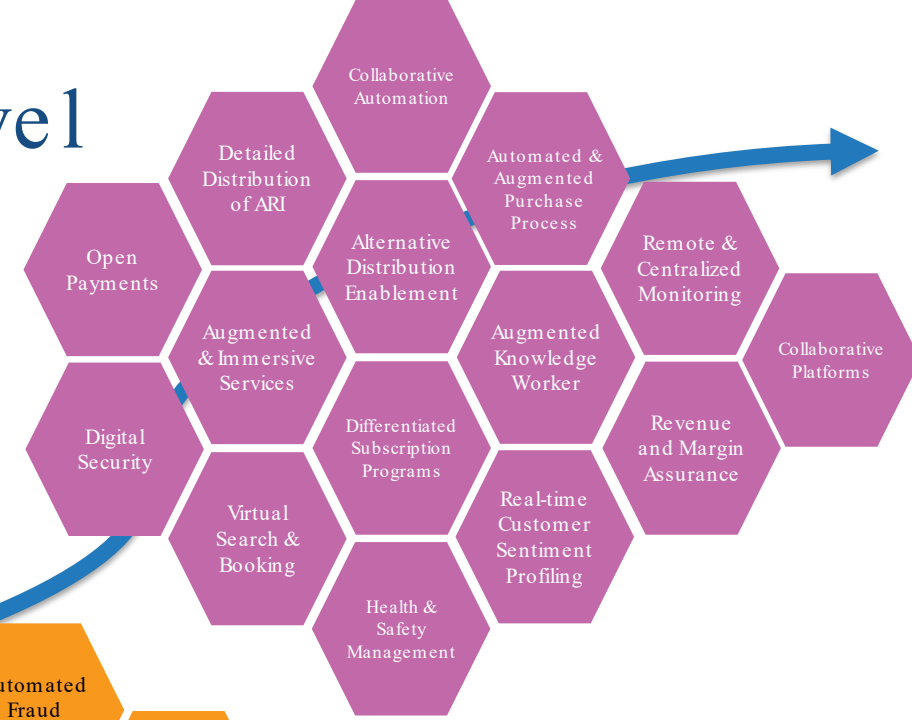 vel
Collaborative
Automation
Detailed
Distribution
of ARI
Automated &
Augmented
Purchase
Process
Open
Payments
Alternative
Distribution
Enablement
Remote &
Centralized
Monitoring
Augmented
& Immersive
Services
Augmented
Knowledge
Worker
Collaborative
Platforms
Digital
Security
Differentiated
Subscription
Programs
Revenue
and Margin
Assurance
Virtual
Search &
Booking
Real-time
Customer
Sentiment
Profiling
Health &
Safety
Management
utomated
Fraud